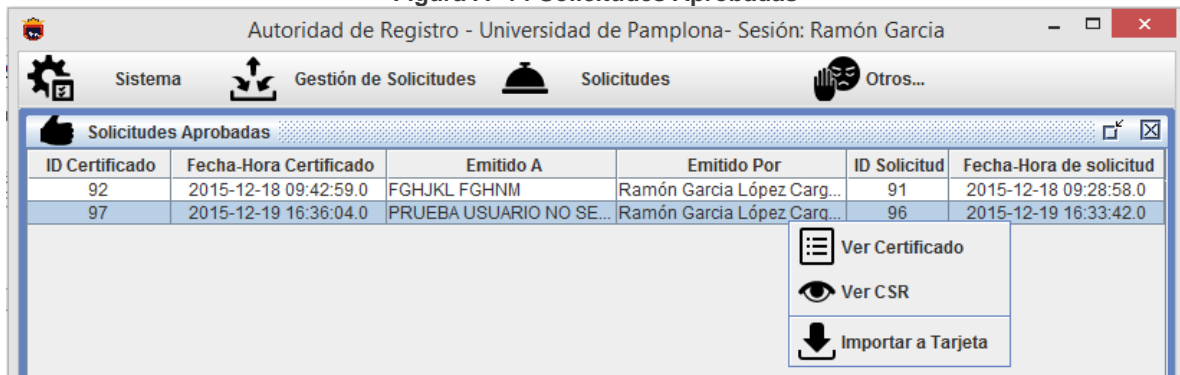 Autoridad de Registro - Universidad de Pamplona- Sesión: Ramón Garcia
Sistema Gestión de Solicitudes Solicitudes Otros...
Solicitudes Aprobadas
ID Certificado Fecha-Hora Certificado Emitido A Emitido Por ID Solicitud Fecha-Hora de solicitud
92 2015-12-18 09:42:59.0 FGHJKL FGHNM Ramón Garcia López Carg... 91 2015-12-18 09:28:58.0
97 2015-12-19 16:36:04.0 PRUEBA USUARIO NO SE... Ramón Garcia López Carg... 96 2015-12-19 16:33:42.0
Ver Certificado
Ver CSR
Importar a Tarjeta